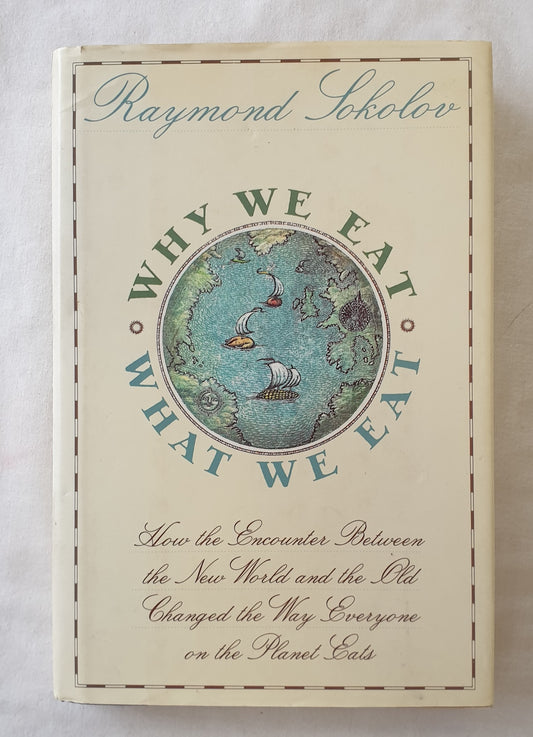 Raymond Sokolov
WHY WE EAT
WHAT WE EAT
How the Encounter Between
the New World and the Old
Changed the Way Everyone
on the Planet Eats